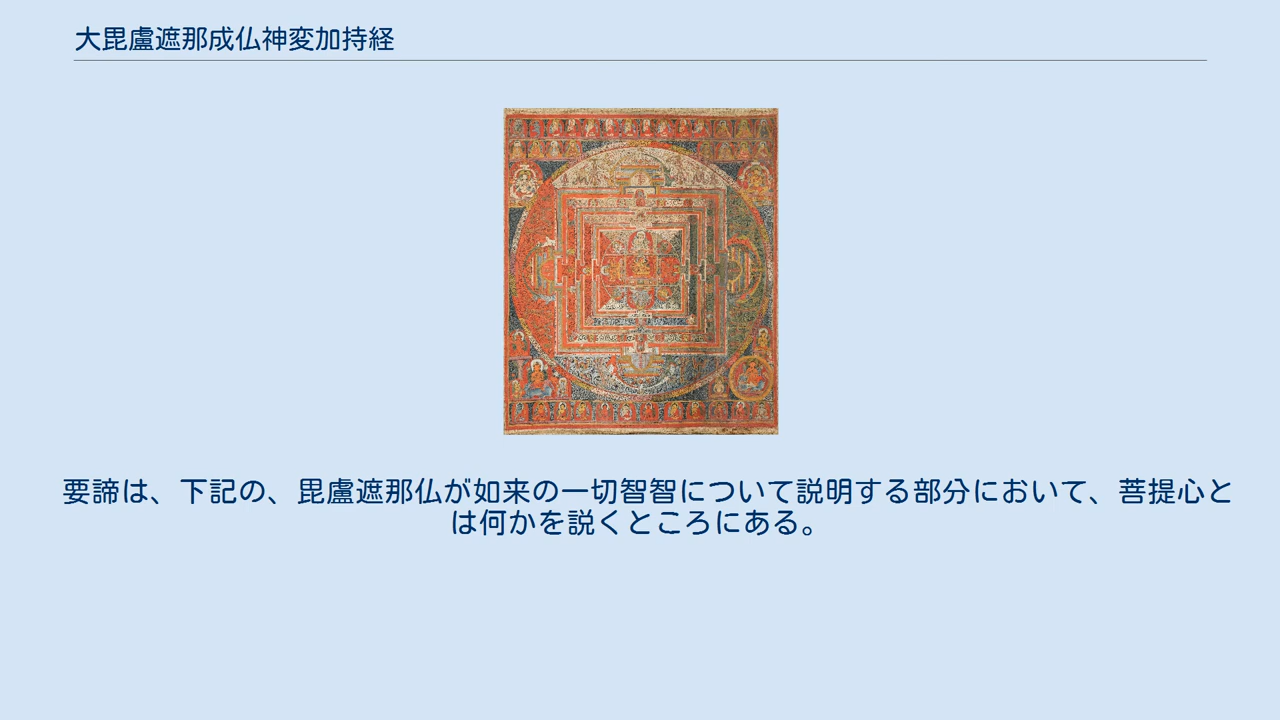 大毘盧遮那成仏神変加持経
要諦は、下記の、毘盧遮那仏が如来の一切智智について説明する部分において、菩提心と
は何かを説くところにある。